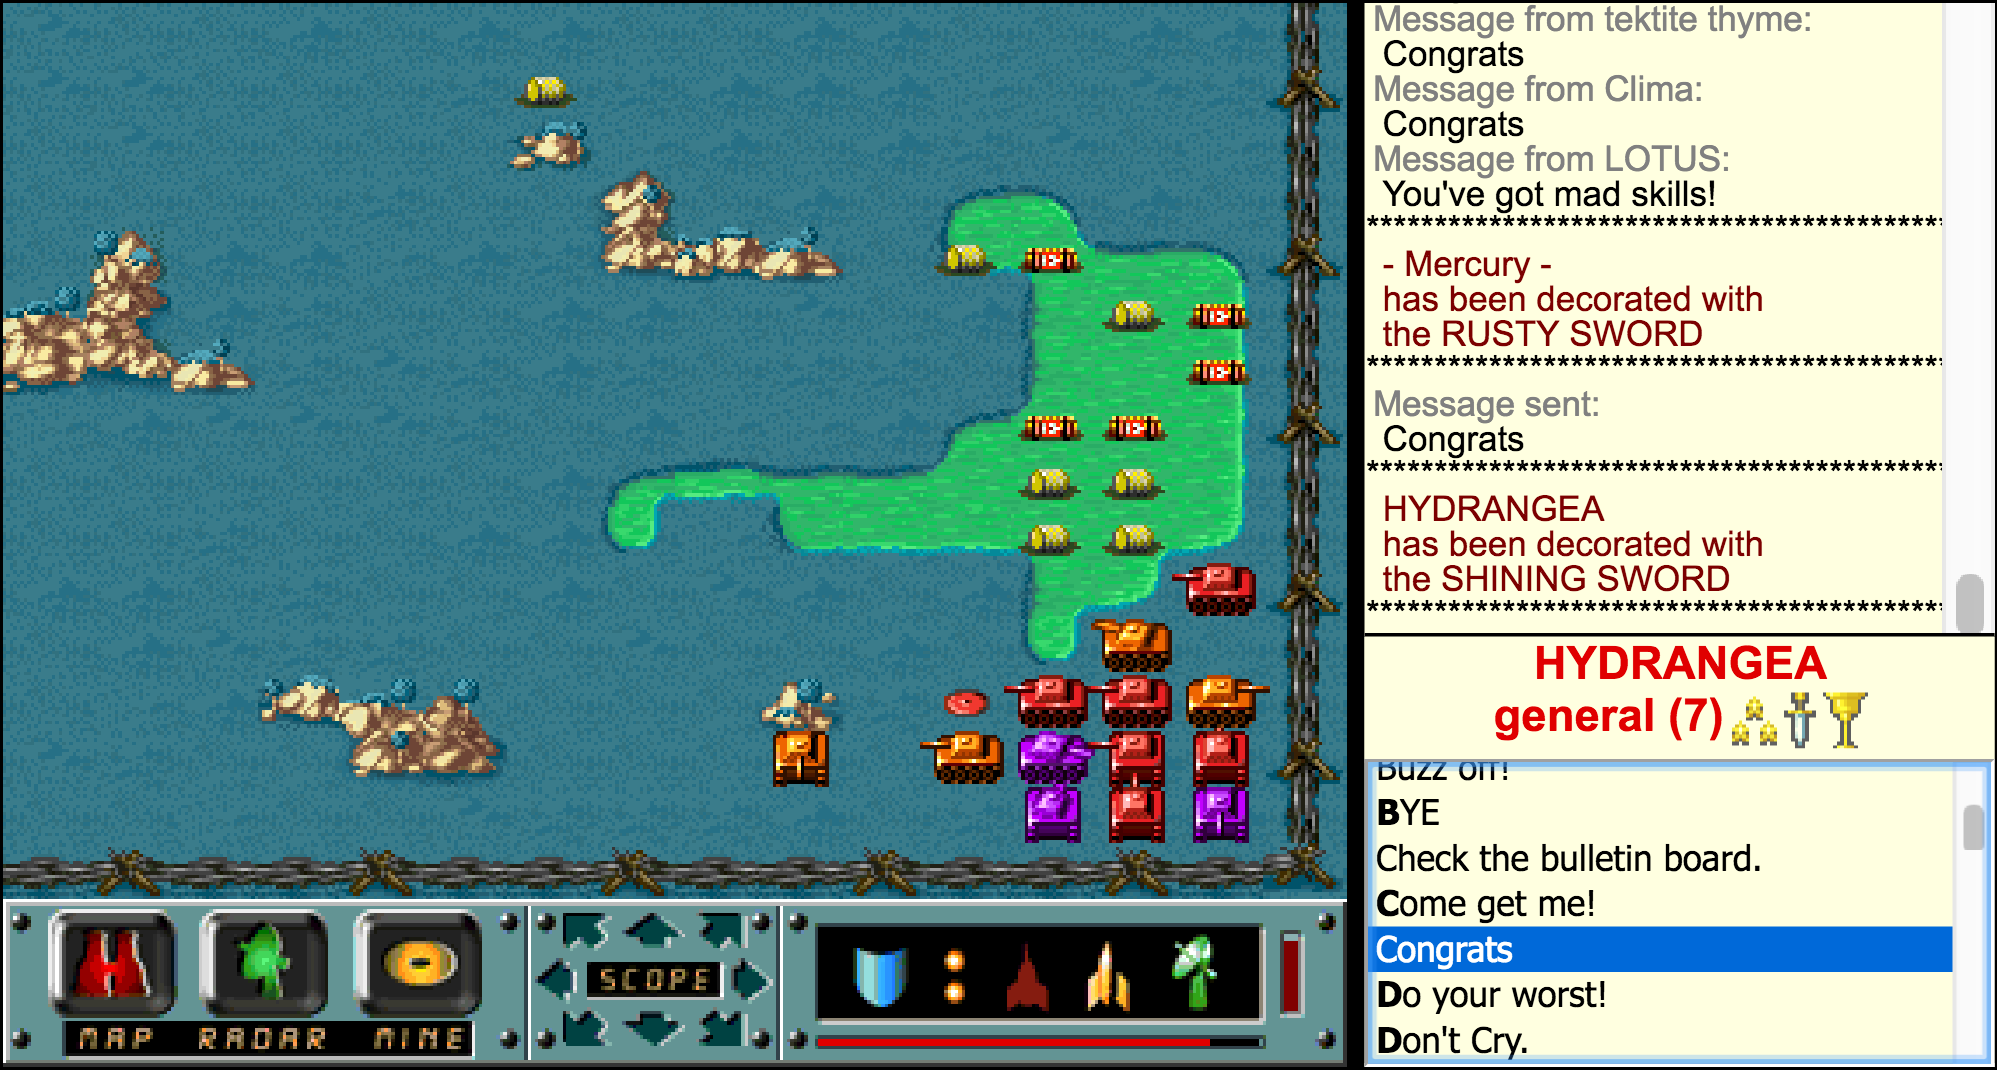 Message from tektite thyme:
Congrats
Message from Clima:
Congrats
Message from LOTUS:
You've got mad skills!
- Mercury -
has been decorated with
the RUSTY SWORD
Message sent:
Congrats
HYDRANGEA
has been decorated with
the SHINING SWORD
HYDRANGEA
general (7)
Buzz off!
BYE
Check the bulletin board.
Come get me!
Congrats
Do your worst!
Don't Cry.
MAP RADAR MINE
SCOPE